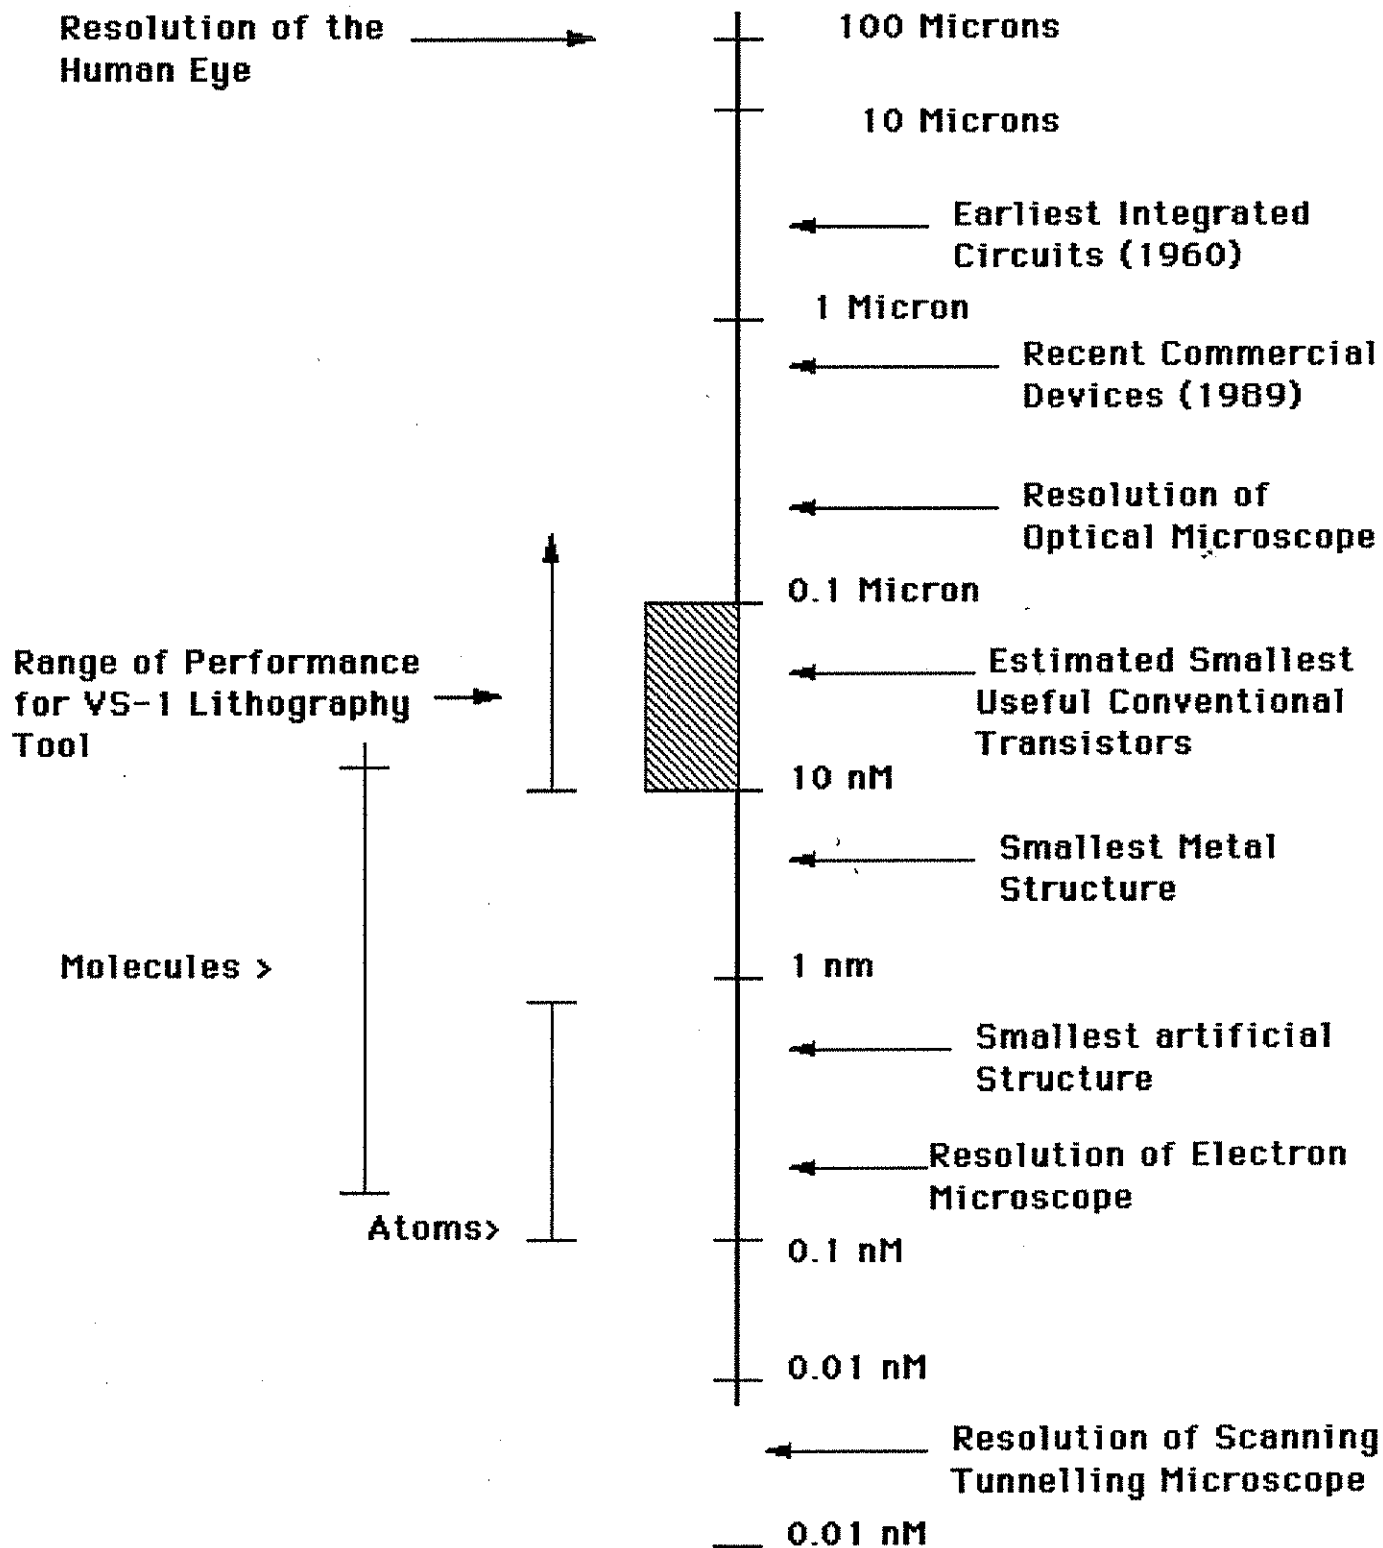 Resolution of the
Human Eye
100 Microns
10 Microns
Earliest Integrated
Circuits (1960)
1 Micron
Recent Commercial
Devices (1989)
Resolution of
Optical Microscope
0.1 Micron
Range of Performance
for VS-1 Lithography
Tool
Estimated Smallest
Useful Conventional
Transistors
10 nM
Smallest Metal
Structure
Molecules >
1 nm
Smallest artificial
Structure
Resolution of Electron
Microscope
Atoms>
0.1 nM
0.01 nM
Resolution of Scanning
Tunnelling Microscope
0.01 nM